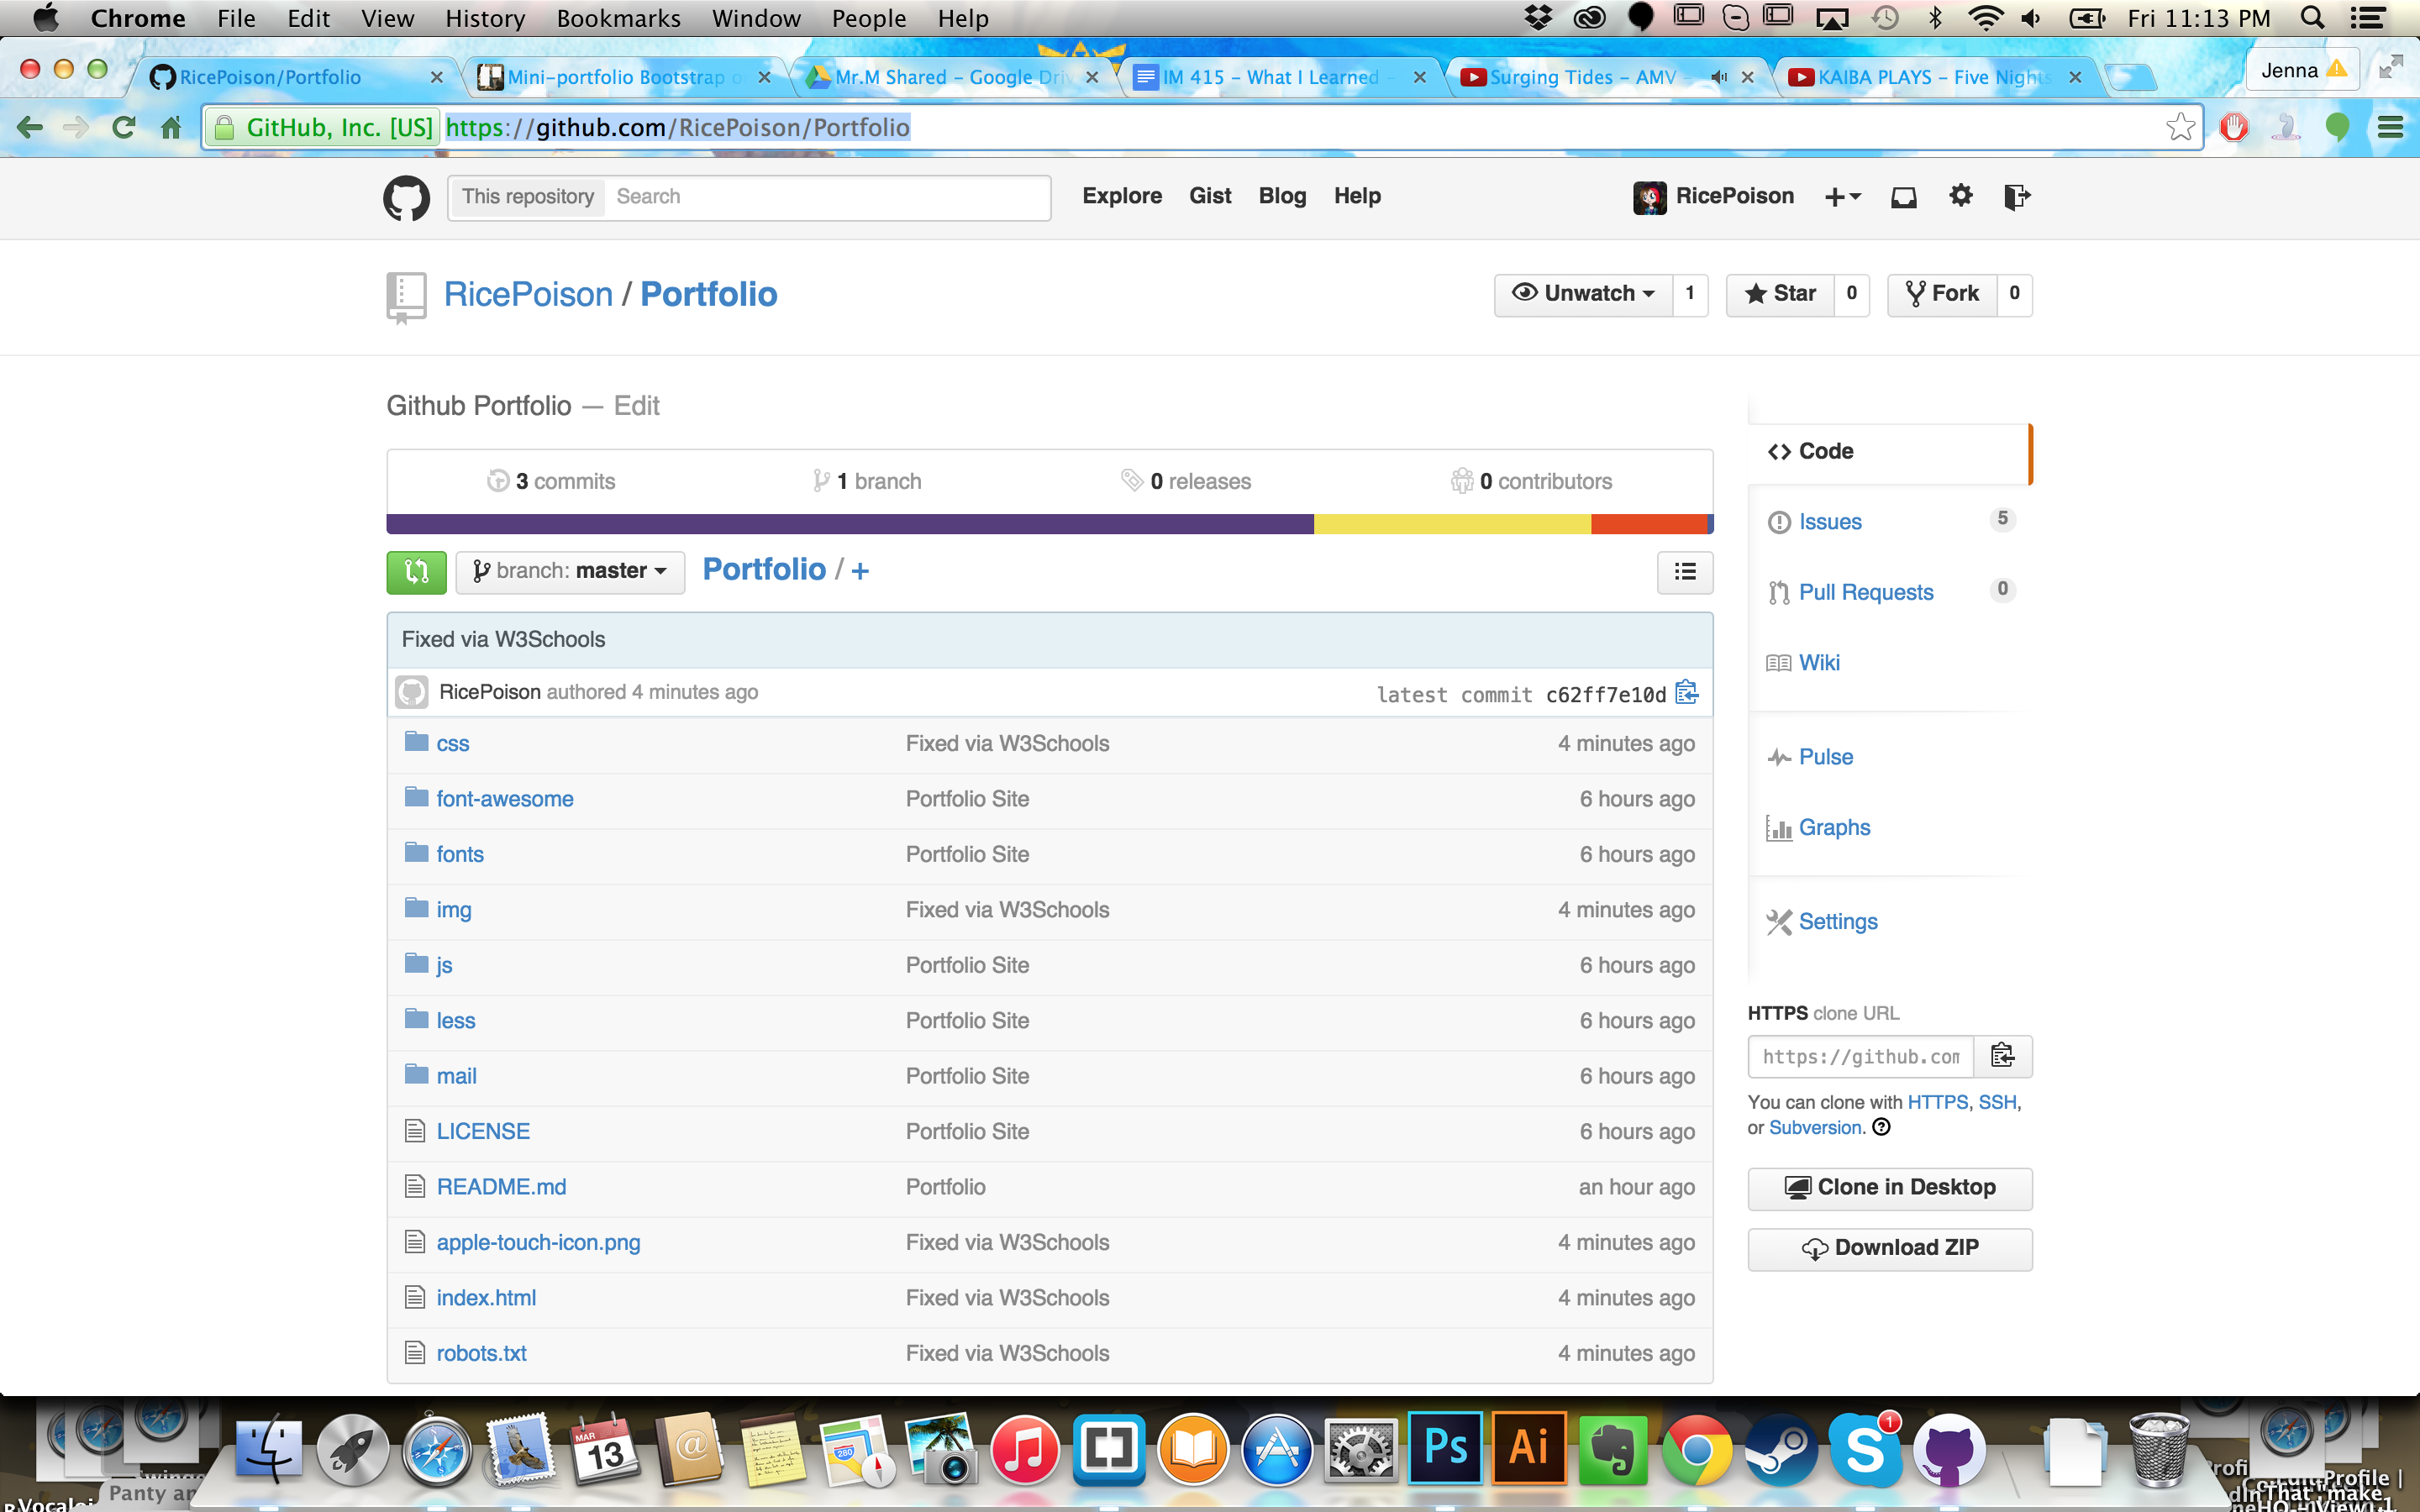 Chrome File Edit View History Bookmarks Window People Help Fri 11:13 PM
RicePoison/Portfolio Mini-portfolio Bootstrap Mr.M Shared – Google Driv IM 415 – What I Learned – Surging Tides – AMV – KAIBA PLAYS – Five Nights Jenna
GitHub, Inc. [US] https://github.com/RicePoison/Portfolio
This repository Search Explore Gist Blog Help RicePoison
RicePoison / Portfolio Unwatch 1 Star 0 Fork 0
Github Portfolio — Edit
3 commits 1 branch 0 releases 0 contributors
branch: master Portfolio / +
Fixed via W3Schools
RicePoison authored 4 minutes ago latest commit c62ff7e10d
css Fixed via W3Schools 4 minutes ago
font-awesome Portfolio Site 6 hours ago
fonts Portfolio Site 6 hours ago
img Fixed via W3Schools 4 minutes ago
js Portfolio Site 6 hours ago
less Portfolio Site 6 hours ago
mail Portfolio Site 6 hours ago
LICENSE Portfolio Site 6 hours ago
README.md Portfolio an hour ago
apple-touch-icon.png Fixed via W3Schools 4 minutes ago
index.html Fixed via W3Schools 4 minutes ago
robots.txt Fixed via W3Schools 4 minutes ago
Code
Issues 5
Pull Requests 0
Wiki
Pulse
Graphs
Settings
HTTPS clone URL
https://github.com
You can clone with HTTPS, SSH,
or Subversion.
Clone in Desktop
Download ZIP
MAR
13
280
Ps
Ai
1
Panty an
Profile |
That "make